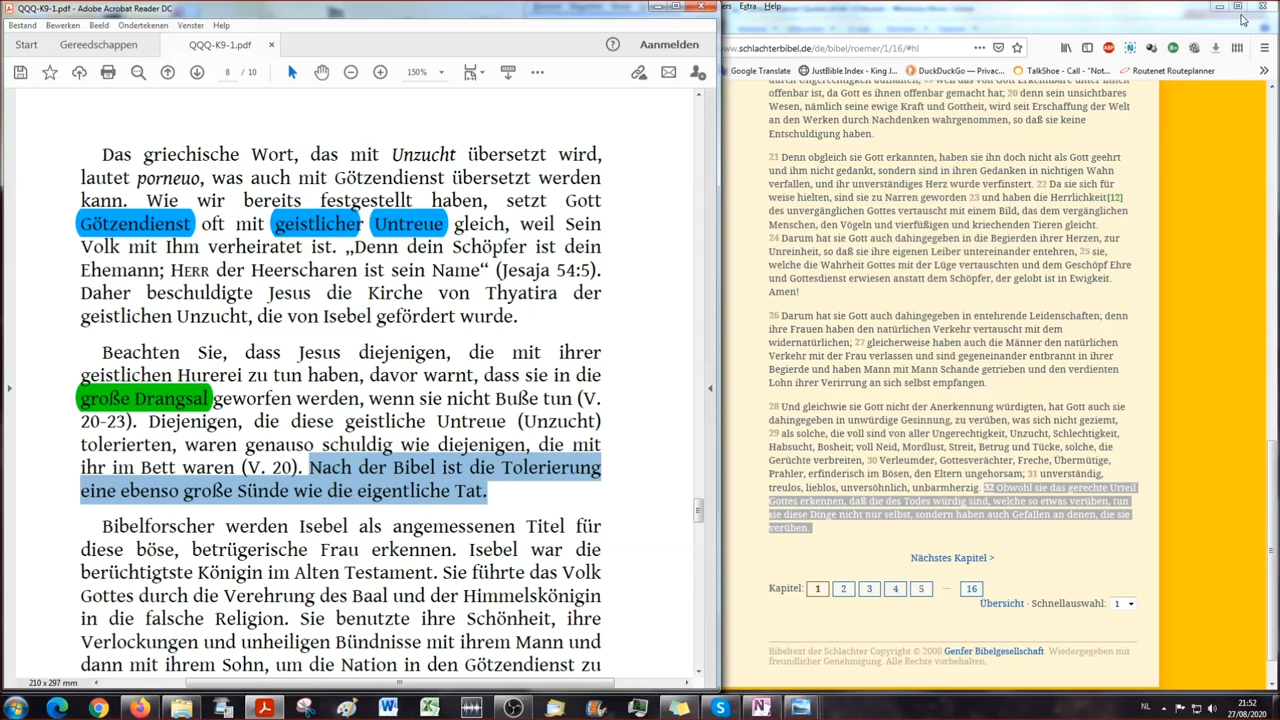 QQQ-K9-1.pdf - Adobe Acrobat Reader DC
Bestand Bewerken Beeld Ondertekenen Venster Help
Start Gereedschappen QQQ-K9-1.pdf × Aanmelden
8 / 10 150%
Das griechische Wort, das mit Unzucht übersetzt wird,
lautet porneuo, was auch mit Götzendienst übersetzt werden
kann. Wie wir bereits festgestellt haben, setzt Gott
Götzendienst oft mit geistlicher Untreue gleich, weil Sein
Volk mit Ihm verheiratet ist. „Denn dein Schöpfer ist dein
Ehemann; HERR der Heerscharen ist sein Name“ (Jesaja 54:5).
Daher beschuldigte Jesus die Kirche von Thyatira der
geistlichen Unzucht, die von Isebel gefördert wurde.
Beachten Sie, dass Jesus diejenigen, die mit ihrer
geistlichen Hurerei zu tun haben, davor warnt, dass sie in die
große Drangsal geworfen werden, wenn sie nicht Buße tun (V.
20-23). Diejenigen, die diese geistliche Untreue (Unzucht)
tolerierten, waren genauso schuldig wie diejenigen, die mit
ihr im Bett waren (V. 20). Nach der Bibel ist die Tolerierung
eine ebenso große Sünde wie die eigentliche Tat.
Bibelforscher werden Isebel als angemessenen Titel für
diese böse, betrügerische Frau erkennen. Isebel war die
berüchtigtste Königin im Alten Testament. Sie führte das Volk
Gottes durch die Verehrung des Baal und der Himmelskönigin
in die falsche Religion. Sie benutzte ihre Schönheit, ihre
Verlockungen und unheiligen Bündnisse mit ihrem Mann und
dann mit ihrem Sohn, um die Nation in den Götzendienst zu
210 x 297 mm
Extra Help
www.schlachterbibel.de/de/bibel/roemer/1/16/#hl
Google Translate JustBible Index - King J... DuckDuckGo — Privac... TalkShoe - Call - "Not... Routenet Routeplanner
offenbar ist, da Gott es ihnen offenbar gemacht hat; 20 denn sein unsichtbares
Wesen, nämlich seine ewige Kraft und Gottheit, wird seit Erschaffung der Welt
an den Werken durch Nachdenken wahrgenommen, so daß sie keine
Entschuldigung haben.
21 Denn obgleich sie Gott erkannten, haben sie ihn doch nicht als Gott geehrt
und ihm nicht gedankt, sondern sind in ihren Gedanken in nichtigen Wahn
verfallen, und ihr unverständiges Herz wurde verfinstert. 22 Da sie sich für
weise hielten, sind sie zu Narren geworden 23 und haben die Herrlichkeit[12]
des unvergänglichen Gottes vertauscht mit einem Bild, das dem vergänglichen
Menschen, den Vögeln und vierfüßigen und kriechenden Tieren gleicht.
24 Darum hat sie Gott auch dahingegeben in die Begierden ihrer Herzen, zur
Unreinheit, so daß sie ihre eigenen Leiber untereinander entehren, 25 sie,
welche die Wahrheit Gottes mit der Lüge vertauschten und dem Geschöpf Ehre
und Gottesdienst erwiesen anstatt dem Schöpfer, der gelobt ist in Ewigkeit.
Amen!
26 Darum hat sie Gott auch dahingegeben in entehrende Leidenschaften; denn
ihre Frauen haben den natürlichen Verkehr vertauscht mit dem
widernatürlichen; 27 gleicherweise haben auch die Männer den natürlichen
Verkehr mit der Frau verlassen und sind gegeneinander entbrannt in ihrer
Begierde und haben Mann mit Mann Schande getrieben und den verdienten
Lohn ihrer Verirrung an sich selbst empfangen.
28 Und gleichwie sie Gott nicht der Anerkennung würdigten, hat Gott auch sie
dahingegeben in unwürdige Gesinnung, zu verüben, was sich nicht geziemt,
29 als solche, die voll sind von aller Ungerechtigkeit, Unzucht, Schlechtigkeit,
Habsucht, Bosheit; voll Neid, Mordlust, Streit, Betrug und Tücke, solche, die
Gerüchte verbreiten, 30 Verleumder, Gottesverächter, Freche, Übermütige,
Prahler, erfinderisch im Bösen, den Eltern ungehorsam; 31 unverständig,
treulos, lieblos, unversöhnlich, unbarmherzig. 32 Obwohl sie das gerechte Urteil
Gottes erkennen, daß die des Todes würdig sind, welche so etwas verüben, tun
sie diese Dinge nicht nur selbst, sondern haben auch Gefallen an denen, die sie
verüben.
Nächstes Kapitel >
Kapitel: 1 2 3 4 5 ... 16
Übersicht · Schnellauswahl: 1
Bibeltext der Schlachter Copyright © 2000 Genfer Bibelgesellschaft. Wiedergegeben mit
freundlicher Genehmigung. Alle Rechte vorbehalten.
NL 21:52
27/08/2020